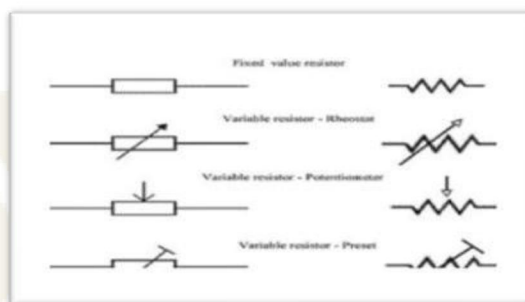 Fixed value resistor
Variable resistor - Rheostat
Variable resistor - Potentiometer
Variable resistor - Preset